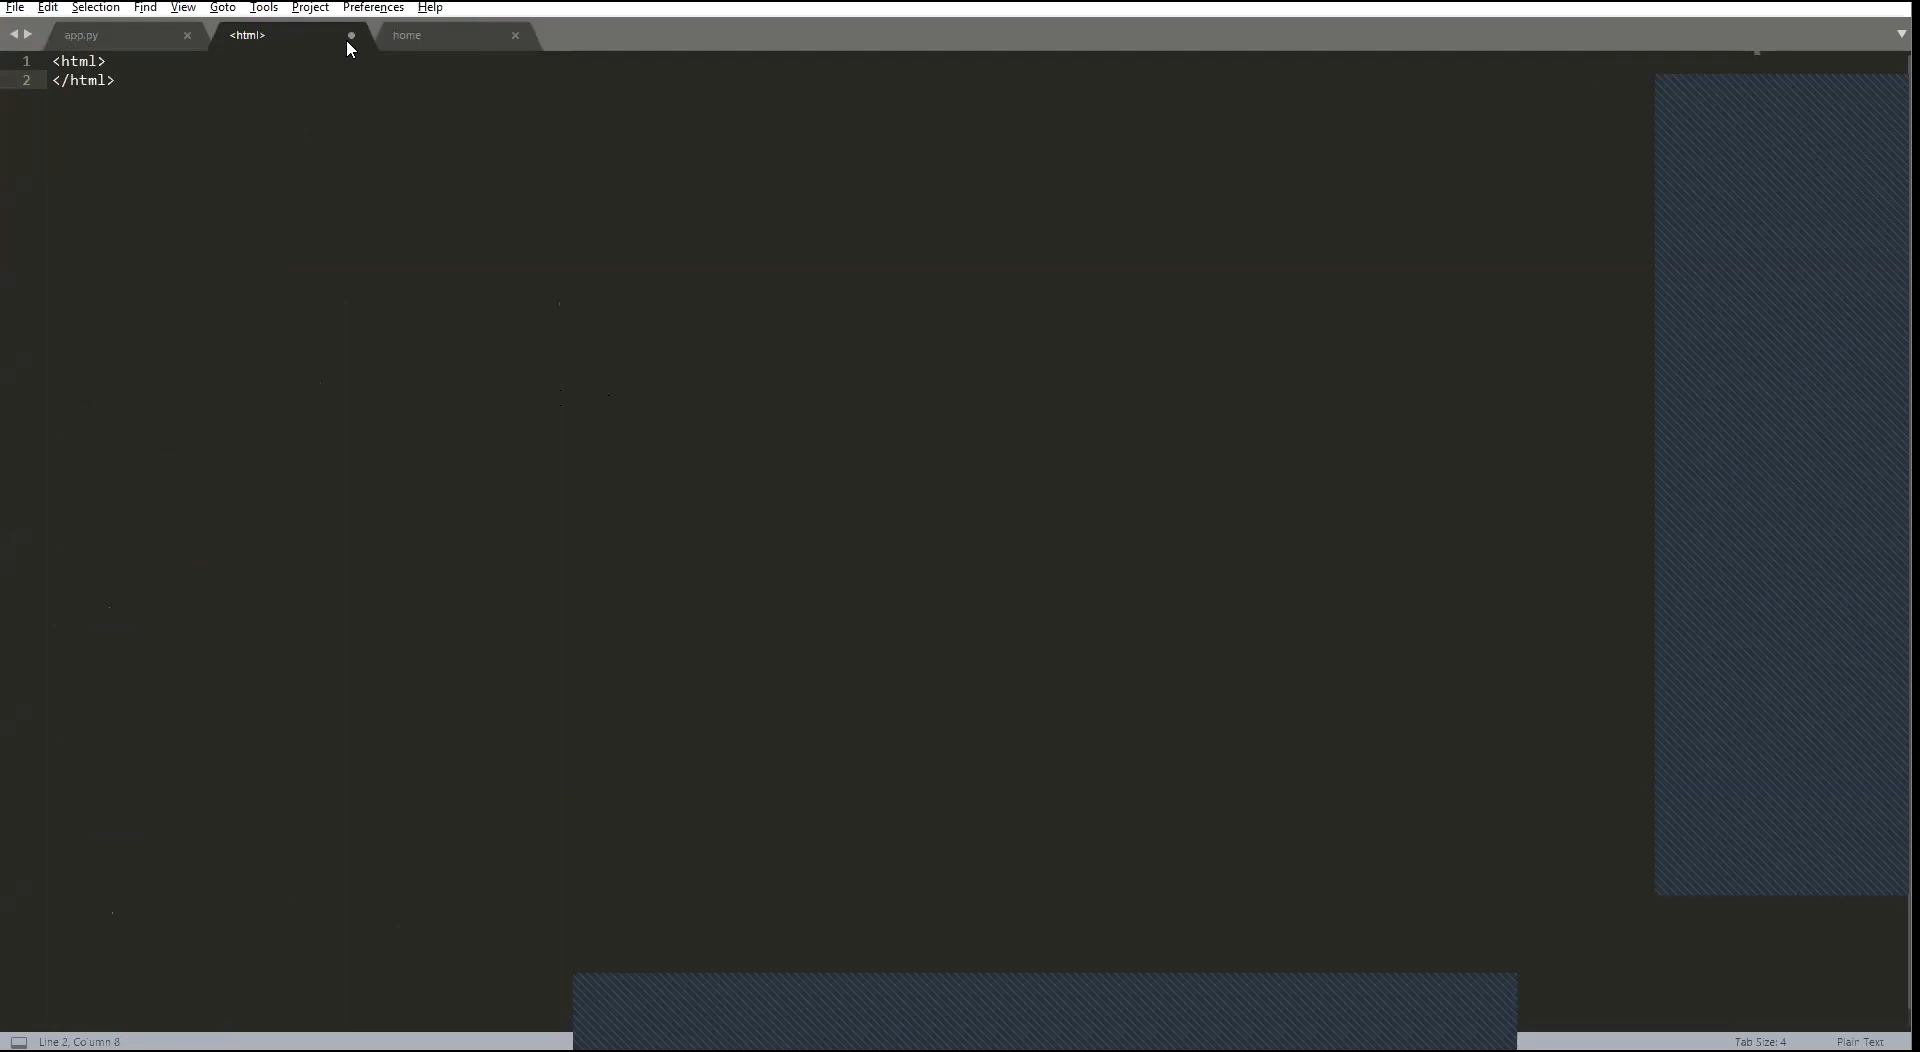 File Edit Selection Find View Goto Tools Project Preferences Help
app.py <html> home
1 <html>
2 </html>
Line 2, Column 8 Tab Size: 4 Plain Text